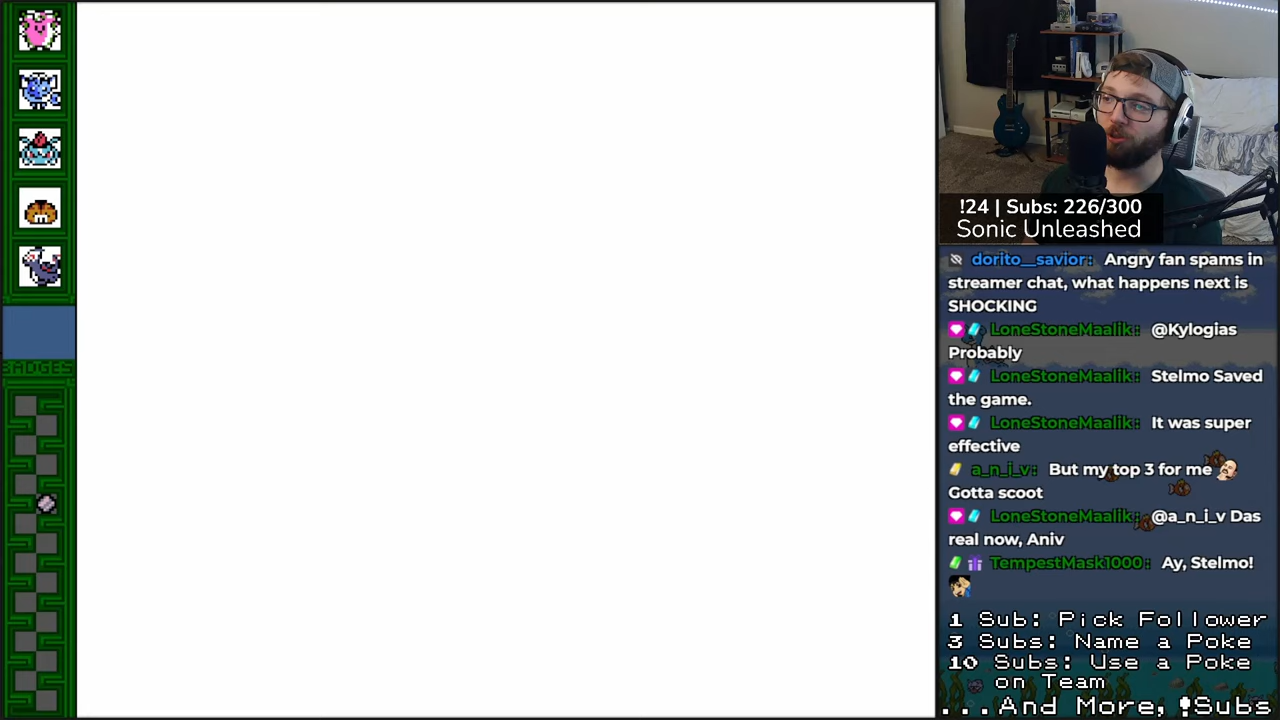 BADGES
!24 | Subs: 226/300
Sonic Unleashed
dorito__savior: Angry fan spams in
streamer chat, what happens next is
SHOCKING
LoneStoneMaalik: @Kylogias
Probably
LoneStoneMaalik: Stelmo Saved
the game.
LoneStoneMaalik: It was super
effective
a_n_i_v: But my top 3 for me
Gotta scoot
LoneStoneMaalik: @a_n_i_v Das
real now, Aniv
TempestMask1000: Ay, Stelmo!
1 Sub: Pick Follower
3 Subs: Name a Poke
10 Subs: Use a Poke
on Team
...And More, !Subs